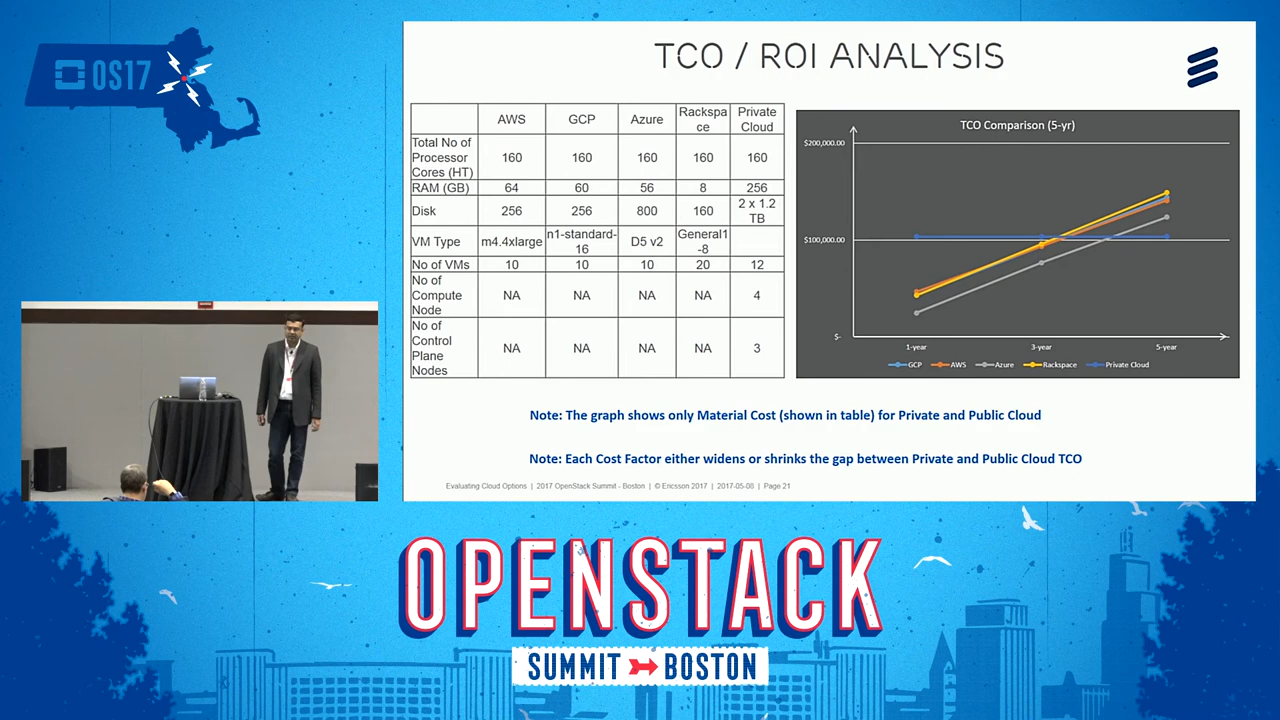 OS17
TCO / ROI ANALYSIS
AWS GCP Azure Rackspa Private
ce Cloud
Total No of
Processor 160 160 160 160 160
Cores (HT)
RAM (GB) 64 60 56 8 256
Disk 256 256 800 160 2 x 1.2
TB
VM Type m4.4xlarge n1-standard- D5 v2 General1
16 -8
No of VMs 10 10 10 20 12
No of
Compute NA NA NA NA 4
Node
No of
Control NA NA NA NA 3
Plane
Nodes
TCO Comparison (5-yr)
$200,000.00
$100,000.00
$-
1-year 3-year 5-year
GCP AWS Azure Rackspace Private Cloud
Note: The graph shows only Material Cost (shown in table) for Private and Public Cloud
Note: Each Cost Factor either widens or shrinks the gap between Private and Public Cloud TCO
Evaluating Cloud Options | 2017 OpenStack Summit - Boston | © Ericsson 2017 | 2017-05-08 | Page 21
OPENSTACK
SUMMIT BOSTON